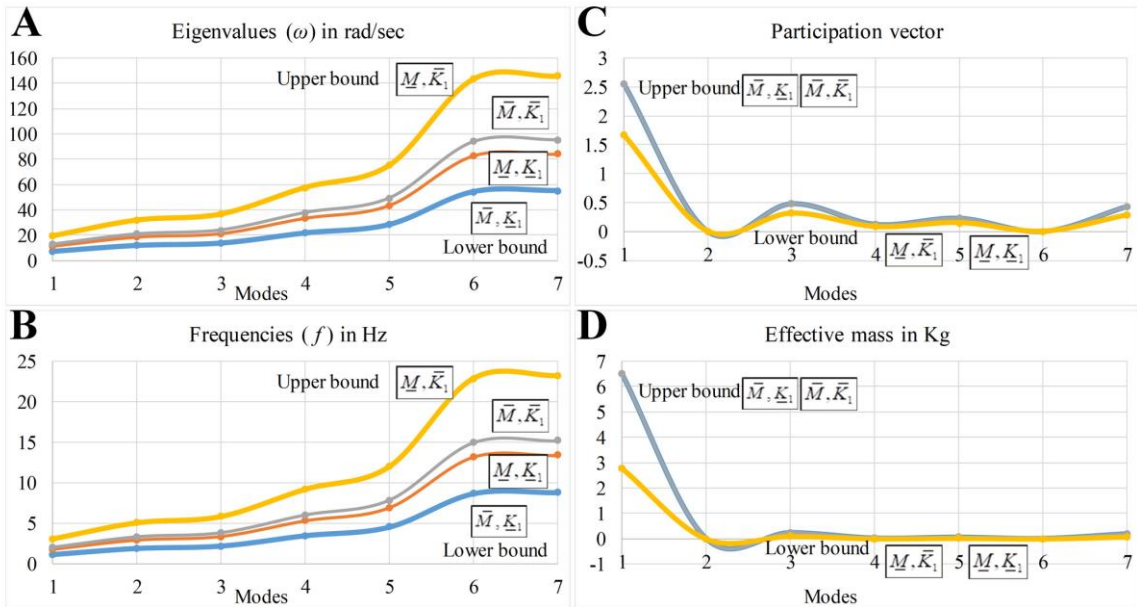 A
Eigenvalues (ω) in rad/sec
160
140
120
100
80
60
40
20
0
Upper bound M̲, K̄₁
M̄, K̄₁
M̲, K̲₁
M̄, K̲₁
Lower bound
1 2 3 4 5 6 7
Modes
C
Participation vector
3
2.5
2
1.5
1
0.5
0
-0.5
Upper bound M̄, K̲₁ M̄, K̄₁
Lower bound M̲, K̄₁ M̲, K̲₁
1 2 3 4 5 6 7
Modes
B
Frequencies (f) in Hz
25
20
15
10
5
0
Upper bound M̲, K̄₁
M̄, K̄₁
M̲, K̲₁
M̄, K̲₁
Lower bound
1 2 3 4 5 6 7
Modes
D
Effective mass in Kg
7
6
5
4
3
2
1
0
-1
Upper bound M̄, K̲₁ M̄, K̄₁
Lower bound M̲, K̄₁ M̲, K̲₁
1 2 3 4 5 6 7
Modes